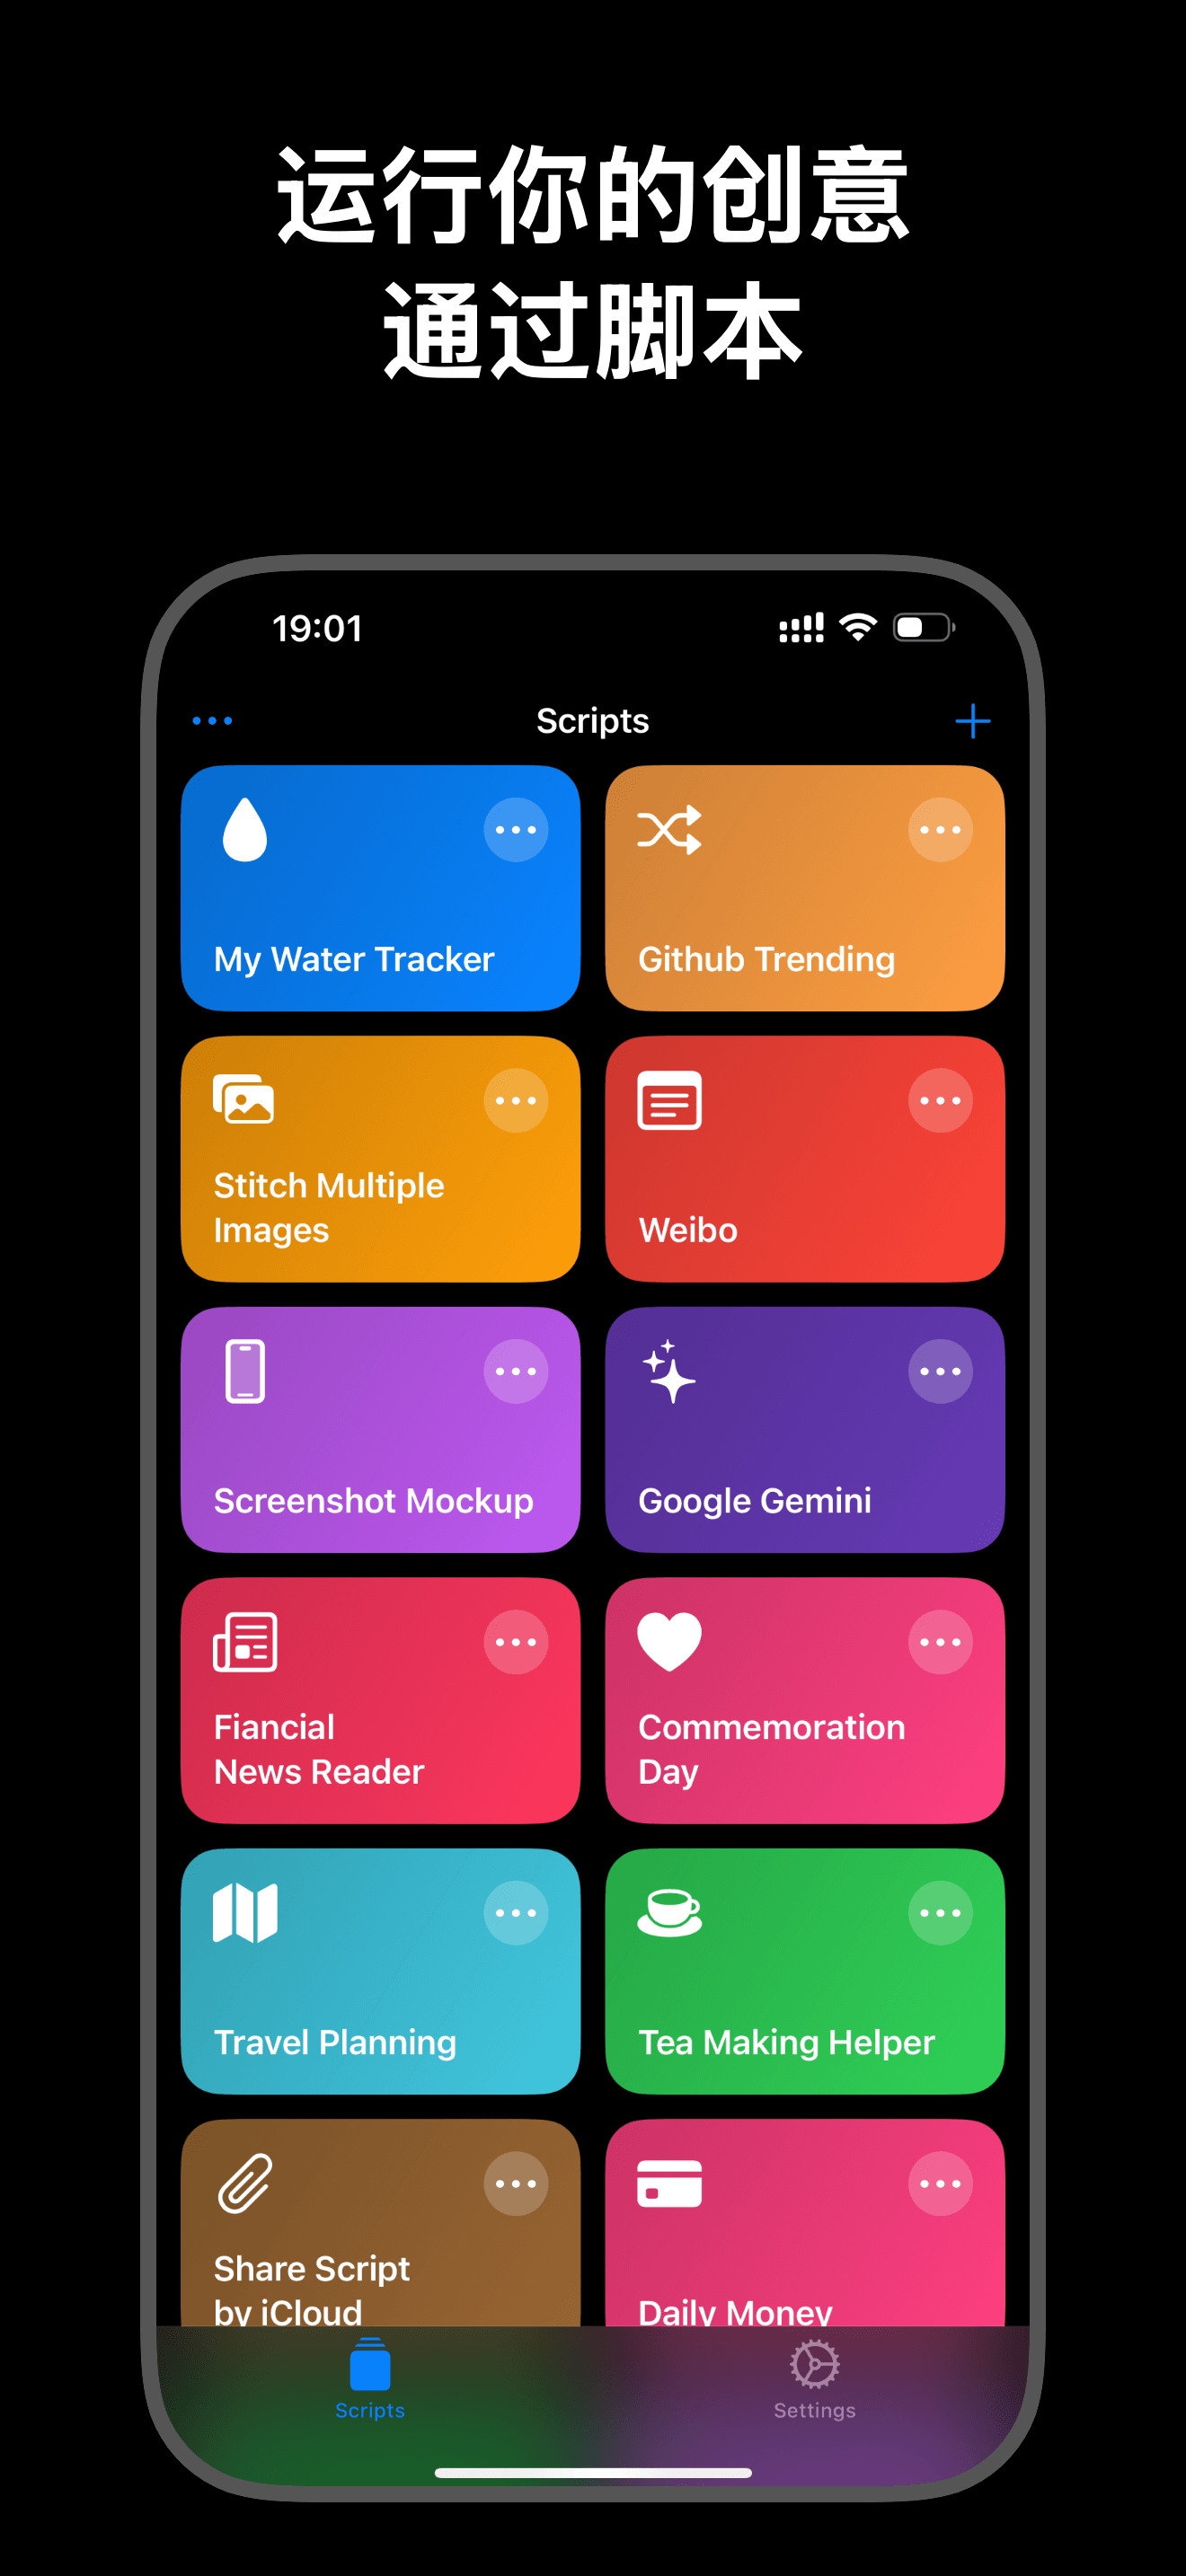 运行你的创意
通过脚本
19:01
Scripts
My Water Tracker
Github Trending
Stitch Multiple
Images
Weibo
Screenshot Mockup
Google Gemini
Fiancial
News Reader
Commemoration
Day
Travel Planning
Tea Making Helper
Share Script
by iCloud
Daily Money
Scripts
Settings